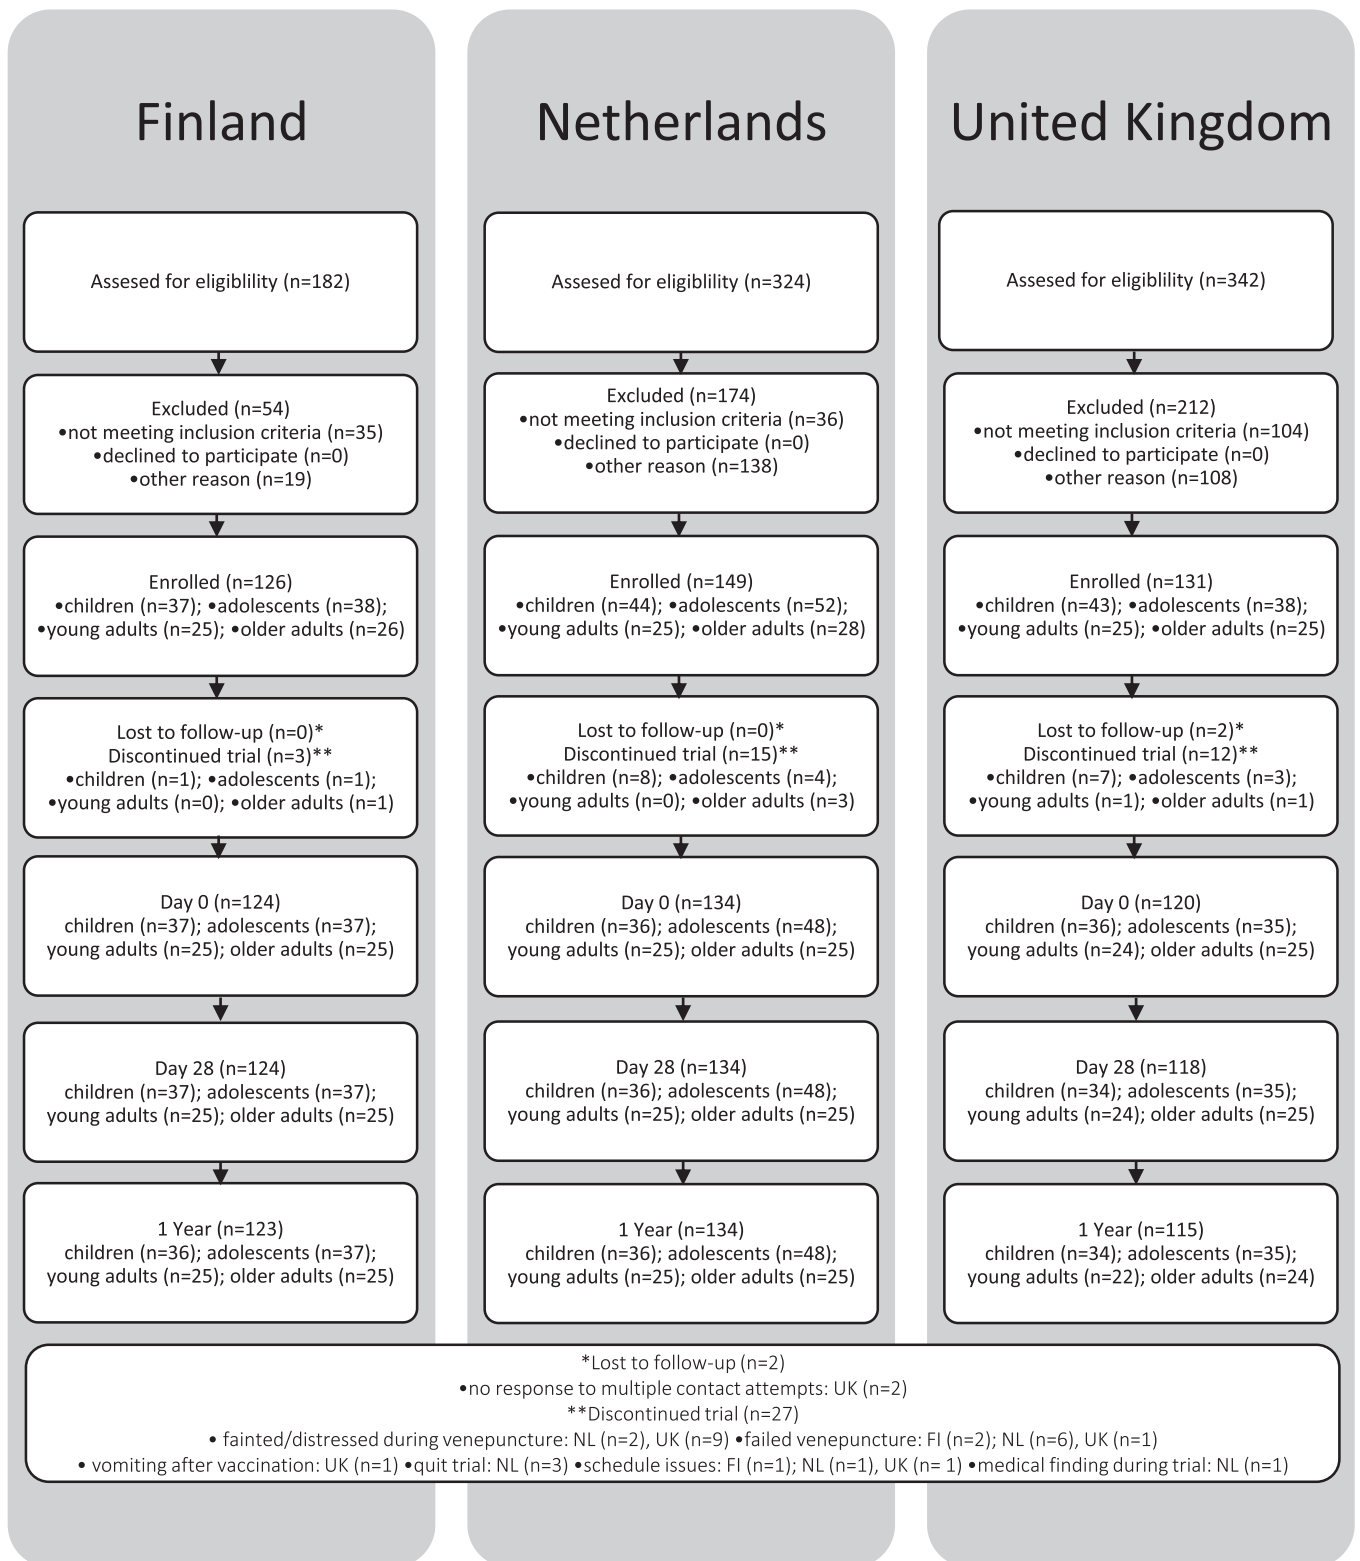 Finland
Assesed for eligiblility (n=182)
Excluded (n=54)
•not meeting inclusion criteria (n=35)
•declined to participate (n=0)
•other reason (n=19)
Enrolled (n=126)
•children (n=37); •adolescents (n=38);
•young adults (n=25); •older adults (n=26)
Lost to follow-up (n=0)*
Discontinued trial (n=3)**
•children (n=1); •adolescents (n=1);
•young adults (n=0); •older adults (n=1)
Day 0 (n=124)
children (n=37); adolescents (n=37);
young adults (n=25); older adults (n=25)
Day 28 (n=124)
children (n=37); adolescents (n=37);
young adults (n=25); older adults (n=25)
1 Year (n=123)
children (n=36); adolescents (n=37);
young adults (n=25); older adults (n=25)
Netherlands
Assesed for eligiblility (n=324)
Excluded (n=174)
•not meeting inclusion criteria (n=36)
•declined to participate (n=0)
•other reason (n=138)
Enrolled (n=149)
•children (n=44); •adolescents (n=52);
•young adults (n=25); •older adults (n=28)
Lost to follow-up (n=0)*
Discontinued trial (n=15)**
•children (n=8); •adolescents (n=4);
•young adults (n=0); •older adults (n=3)
Day 0 (n=134)
children (n=36); adolescents (n=48);
young adults (n=25); older adults (n=25)
Day 28 (n=134)
children (n=36); adolescents (n=48);
young adults (n=25); older adults (n=25)
1 Year (n=134)
children (n=36); adolescents (n=48);
young adults (n=25); older adults (n=25)
United Kingdom
Assesed for eligiblility (n=342)
Excluded (n=212)
•not meeting inclusion criteria (n=104)
•declined to participate (n=0)
•other reason (n=108)
Enrolled (n=131)
•children (n=43); •adolescents (n=38);
•young adults (n=25); •older adults (n=25)
Lost to follow-up (n=2)*
Discontinued trial (n=12)**
•children (n=7); •adolescents (n=3);
•young adults (n=1); •older adults (n=1)
Day 0 (n=120)
children (n=36); adolescents (n=35);
young adults (n=24); older adults (n=25)
Day 28 (n=118)
children (n=34); adolescents (n=35);
young adults (n=24); older adults (n=25)
1 Year (n=115)
children (n=34); adolescents (n=35);
young adults (n=22); older adults (n=24)
*Lost to follow-up (n=2)
•no response to multiple contact attempts: UK (n=2)
**Discontinued trial (n=27)
• fainted/distressed during venepuncture: NL (n=2), UK (n=9) •failed venepuncture: FI (n=2); NL (n=6), UK (n=1)
• vomiting after vaccination: UK (n=1) •quit trial: NL (n=3) •schedule issues: FI (n=1); NL (n=1), UK (n= 1) •medical finding during trial: NL (n=1)